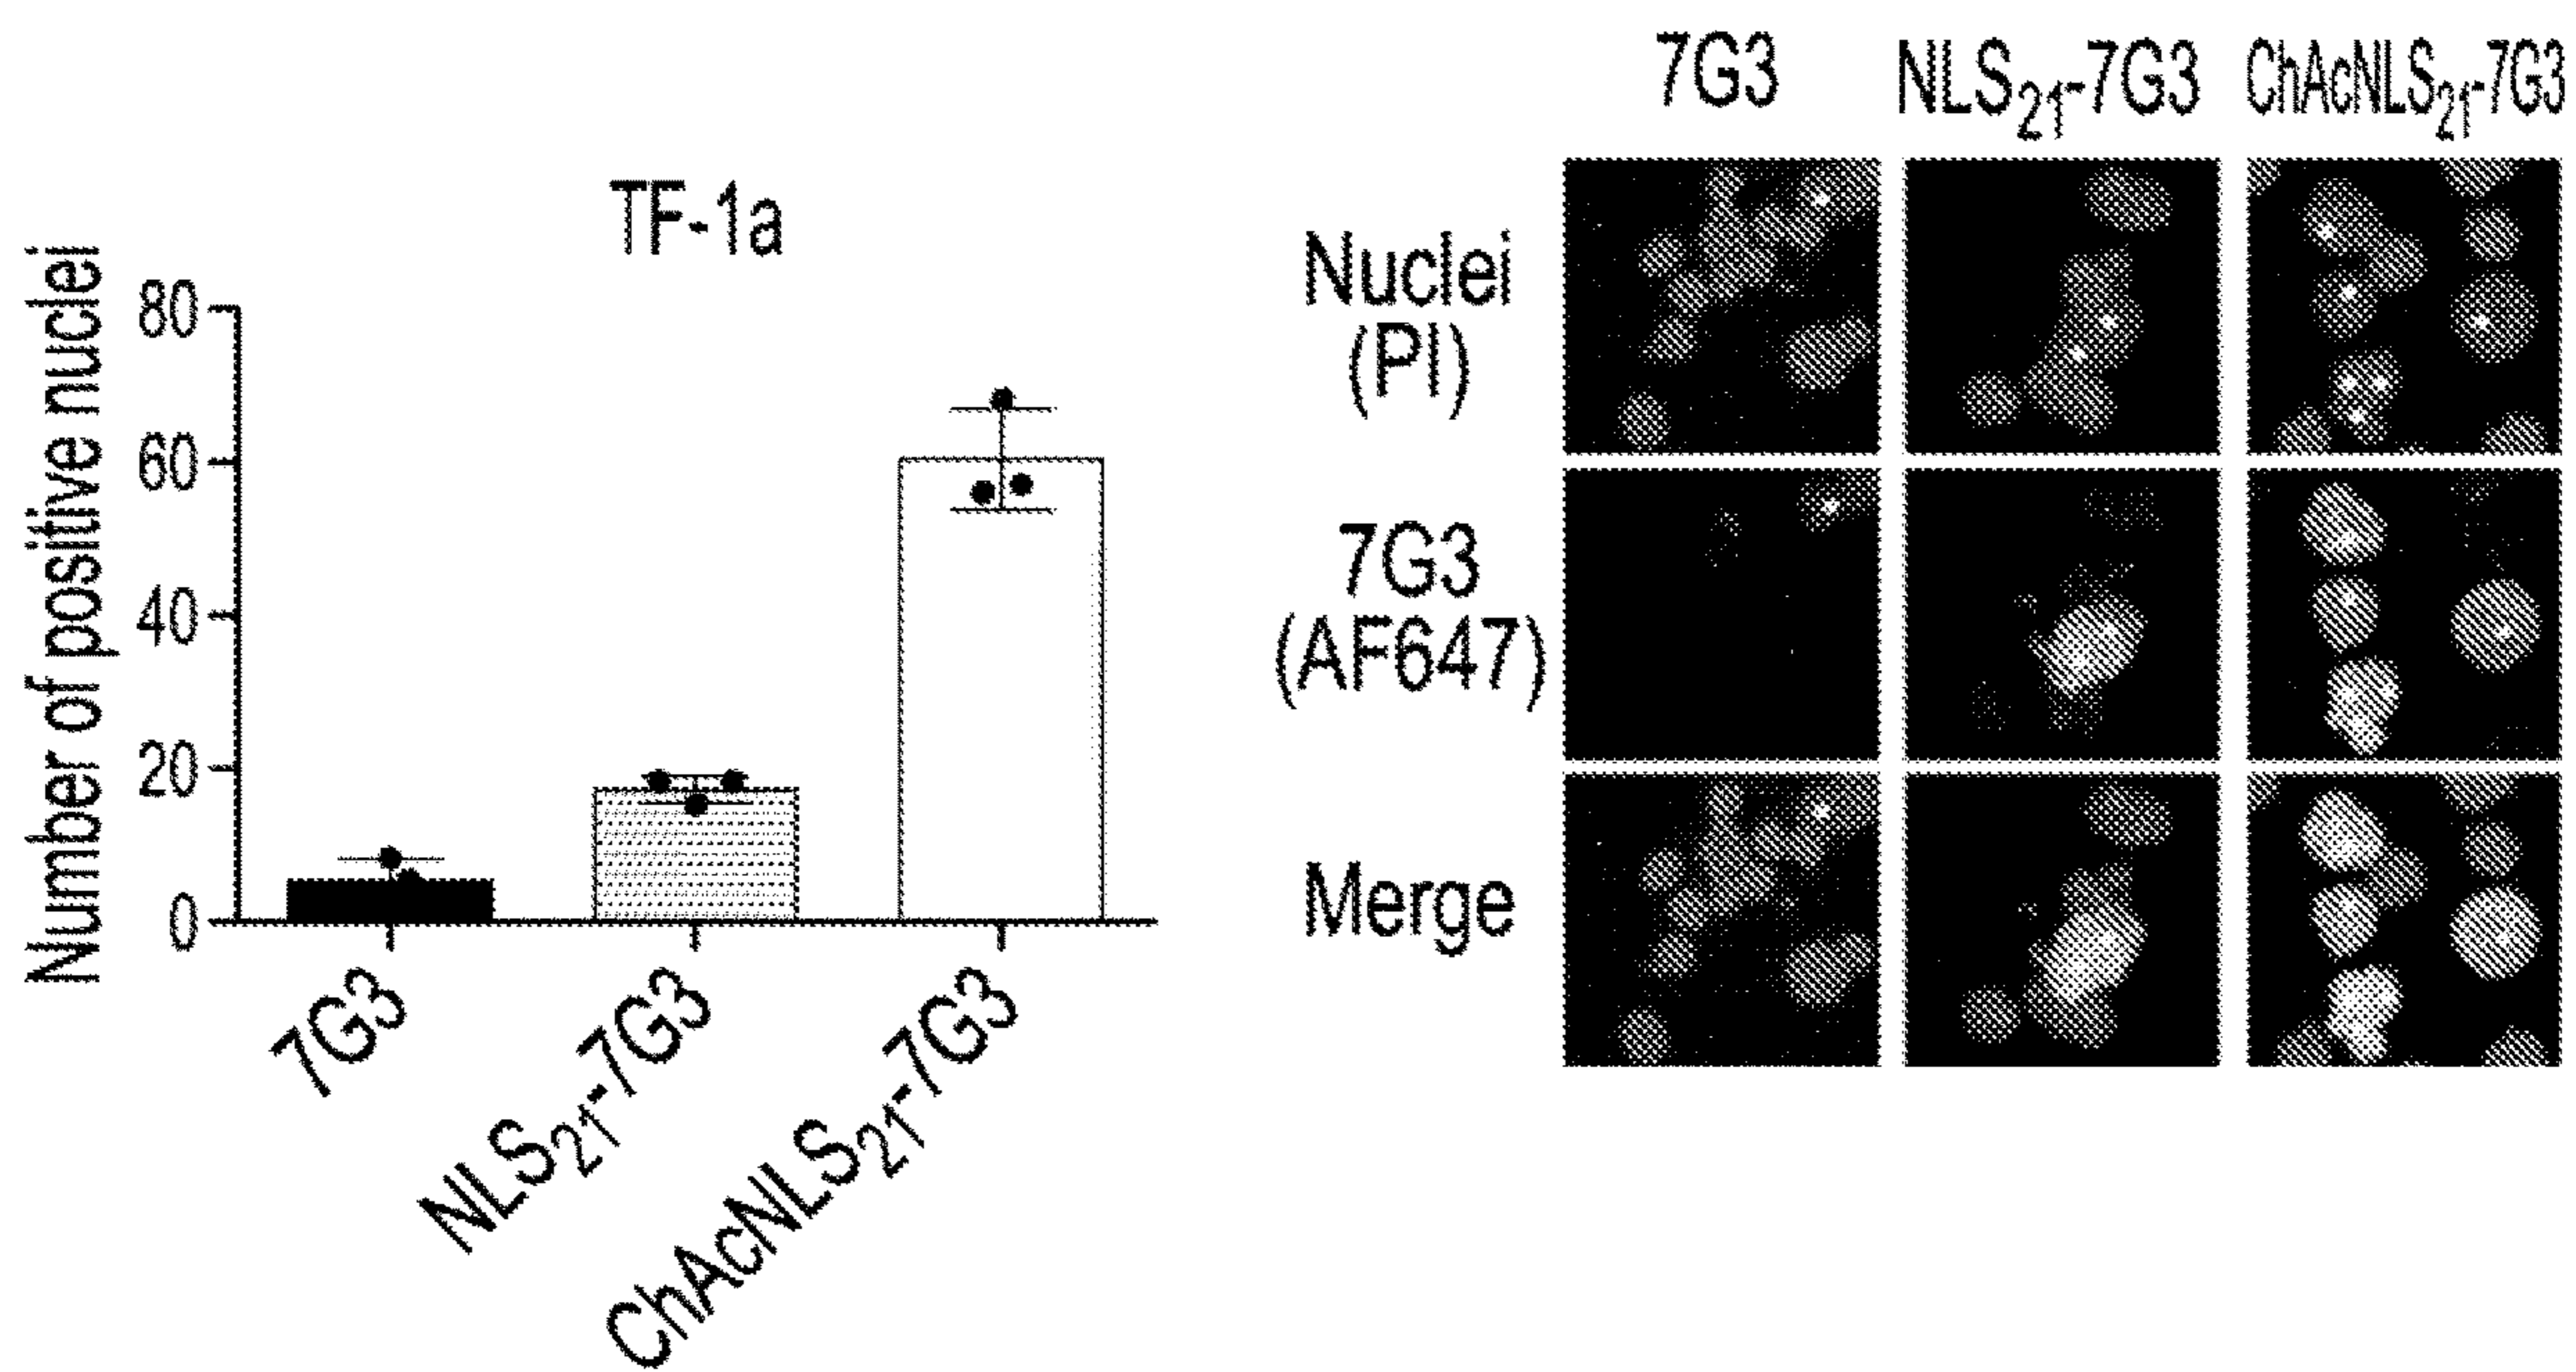 TF-1a
Number of positive nuclei
80
60
40
20
0
7G3
NLS₂₁-7G3
ChAcNLS₂₁-7G3
7G3
NLS₂₁-7G3
ChAcNLS₂₁-7G3
Nuclei
(PI)
7G3
(AF647)
Merge